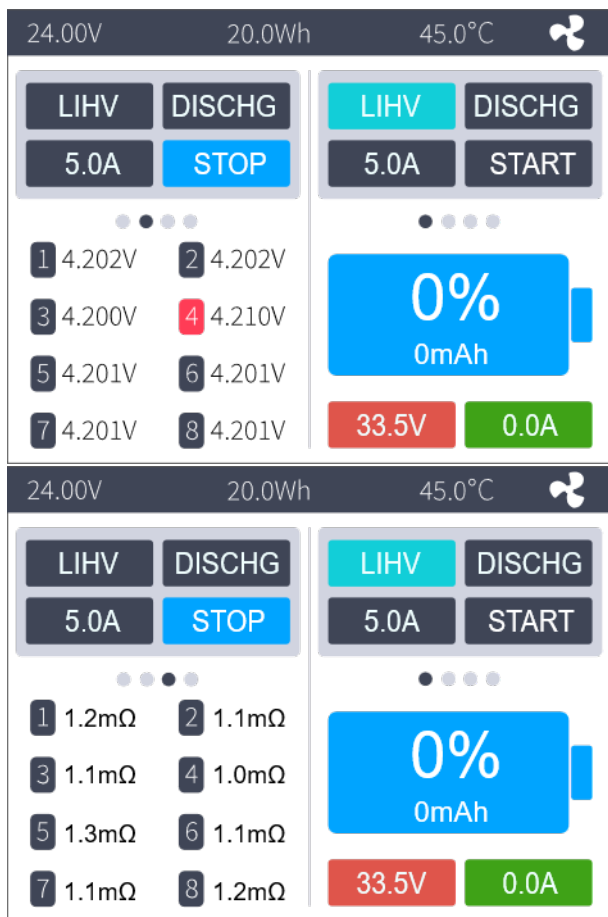 24.00V 20.0Wh 45.0°C
LIHV DISCHG LIHV DISCHG
5.0A STOP 5.0A START
1 4.202V 2 4.202V
3 4.200V 4 4.210V
5 4.201V 6 4.201V
7 4.201V 8 4.201V
0%
0mAh
33.5V 0.0A
24.00V 20.0Wh 45.0°C
LIHV DISCHG LIHV DISCHG
5.0A STOP 5.0A START
1 1.2mΩ 2 1.1mΩ
3 1.1mΩ 4 1.0mΩ
5 1.3mΩ 6 1.1mΩ
7 1.1mΩ 8 1.2mΩ
0%
0mAh
33.5V 0.0A